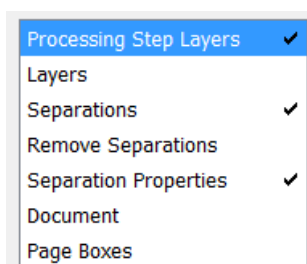 Processing Step Layers ✔
Layers
Separations ✔
Remove Separations
Separation Properties ✔
Document
Page Boxes